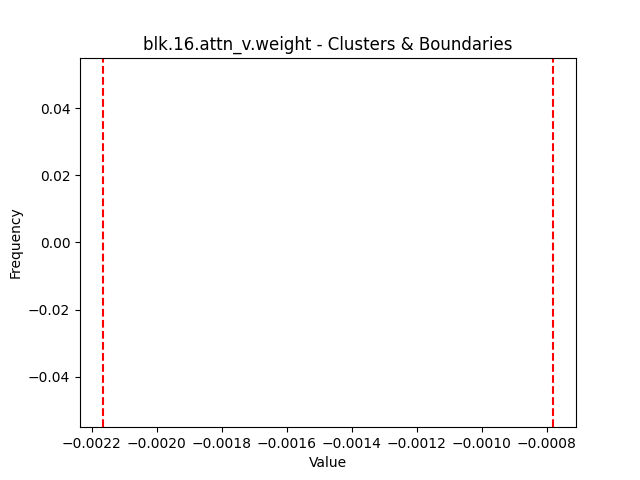 blk.16.attn_v.weight - Clusters & Boundaries
Frequency
0.04
0.02
0.00
−0.02
−0.04
−0.0022 −0.0020 −0.0018 −0.0016 −0.0014 −0.0012 −0.0010 −0.0008
Value